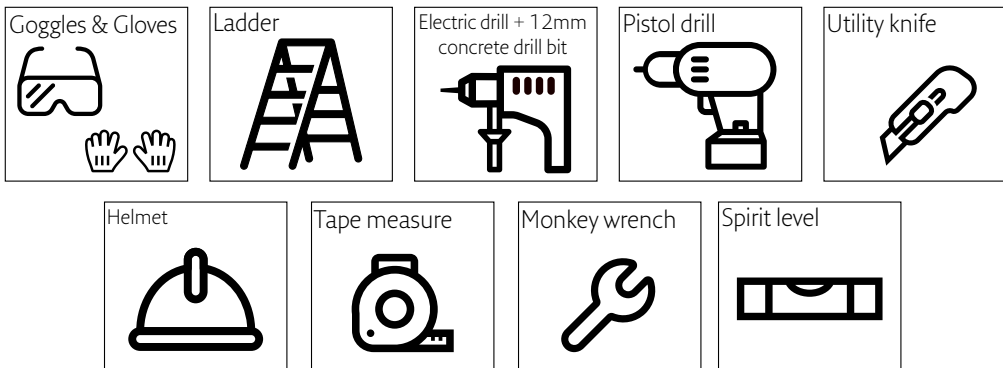 Goggles & Gloves
Ladder
Electric drill + 12mm
concrete drill bit
Pistol drill
Utility knife
Helmet
Tape measure
Monkey wrench
Spirit level